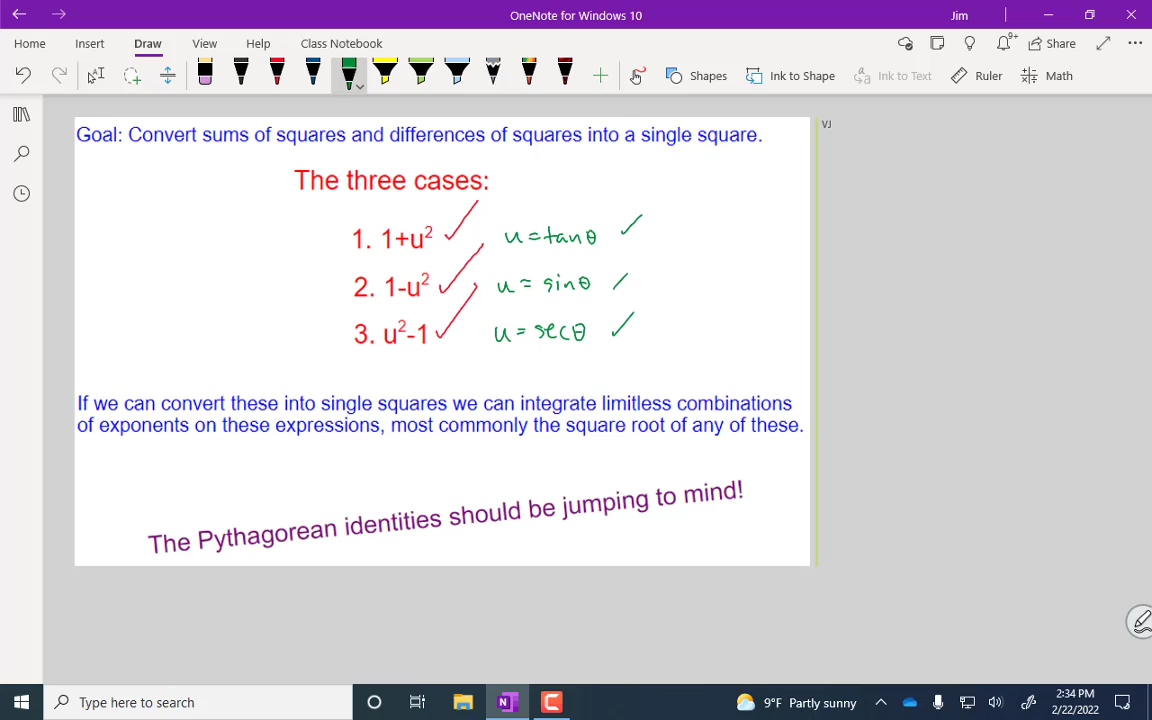 OneNote for Windows 10
Jim
Home Insert Draw View Help Class Notebook
9+ Share
Shapes Ink to Shape Ink to Text Ruler Math
VJ
Goal: Convert sums of squares and differences of squares into a single square.
The three cases:
1. 1+u² u=tanθ
2. 1-u² u= sinθ
3. u²-1 u= secθ
If we can convert these into single squares we can integrate limitless combinations
of exponents on these expressions, most commonly the square root of any of these.
The Pythagorean identities should be jumping to mind!
Type here to search
9°F Partly sunny
2:34 PM
2/22/2022